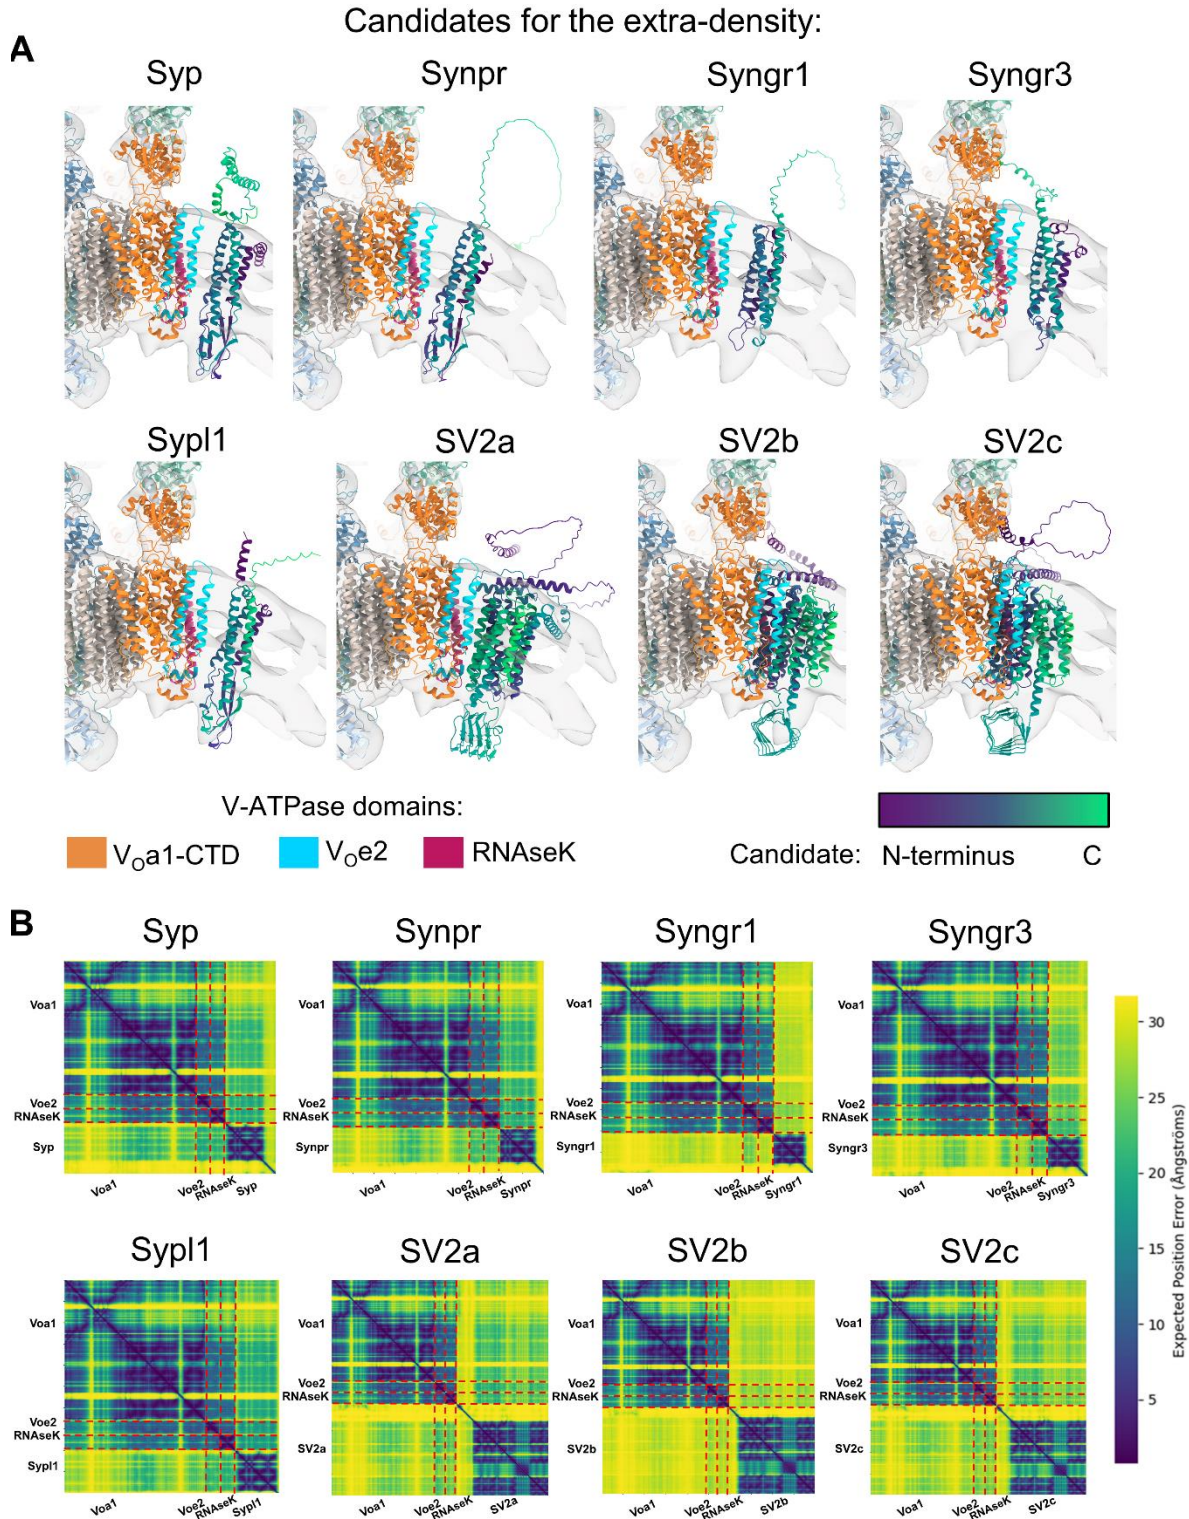 Candidates for the extra-density:
A
Syp Synpr Syngr1 Syngr3
Sypl1 SV2a SV2b SV2c
V-ATPase domains:
VOa1-CTD VOe2 RNAseK
Candidate: N-terminus C
B
Syp Synpr Syngr1 Syngr3
Voa1 Voa1 Voa1 Voa1
Voe2 Voe2 Voe2 Voe2
RNAseK RNAseK RNAseK RNAseK
Syp Synpr Syngr1 Syngr3
Voa1 Voe2 RNAseK Syp Voa1 Voe2 RNAseK Synpr Voa1 Voe2 RNAseK Syngr1 Voa1 Voe2 RNAseK Syngr3
Sypl1 SV2a SV2b SV2c
Voa1 Voa1 Voa1 Voa1
Voe2 Voe2 Voe2 Voe2
RNAseK RNAseK RNAseK RNAseK
Sypl1 SV2a SV2b SV2c
Voa1 Voe2 RNAseK Sypl1 Voa1 Voe2 RNAseK SV2a Voa1 Voe2 RNAseK SV2b Voa1 Voe2 RNAseK SV2c
30
25
20
15
10
5
Expected Position Error (Ångströms)